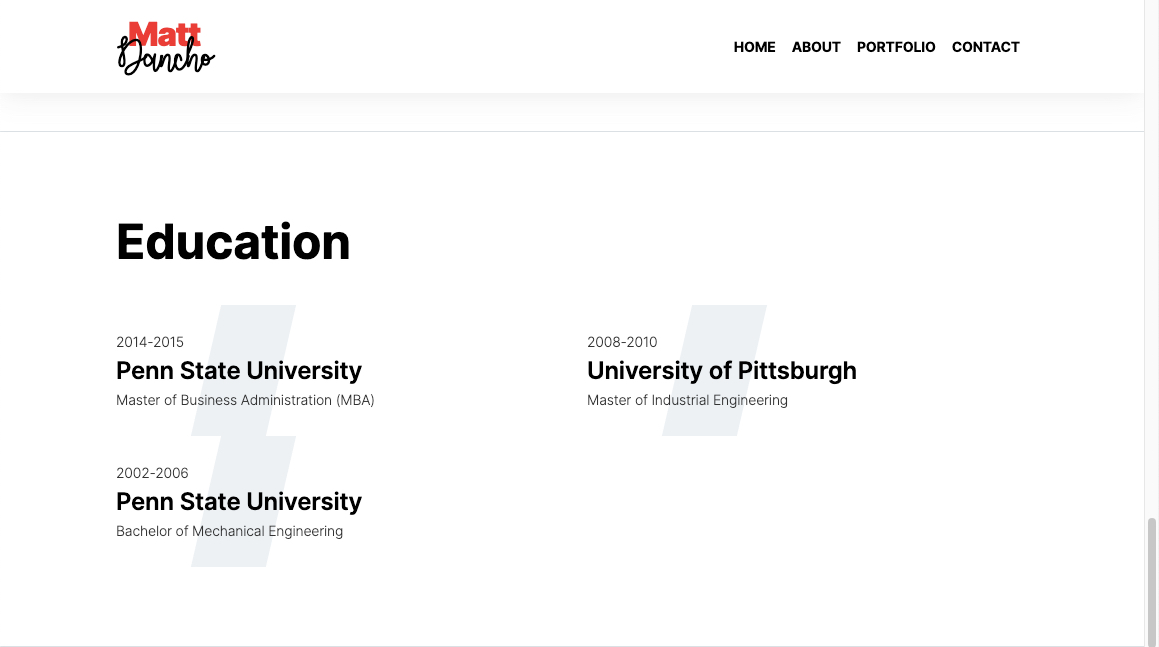 Matt
Dancho
HOME ABOUT PORTFOLIO CONTACT
Education
2014-2015
Penn State University
Master of Business Administration (MBA)
2008-2010
University of Pittsburgh
Master of Industrial Engineering
2002-2006
Penn State University
Bachelor of Mechanical Engineering